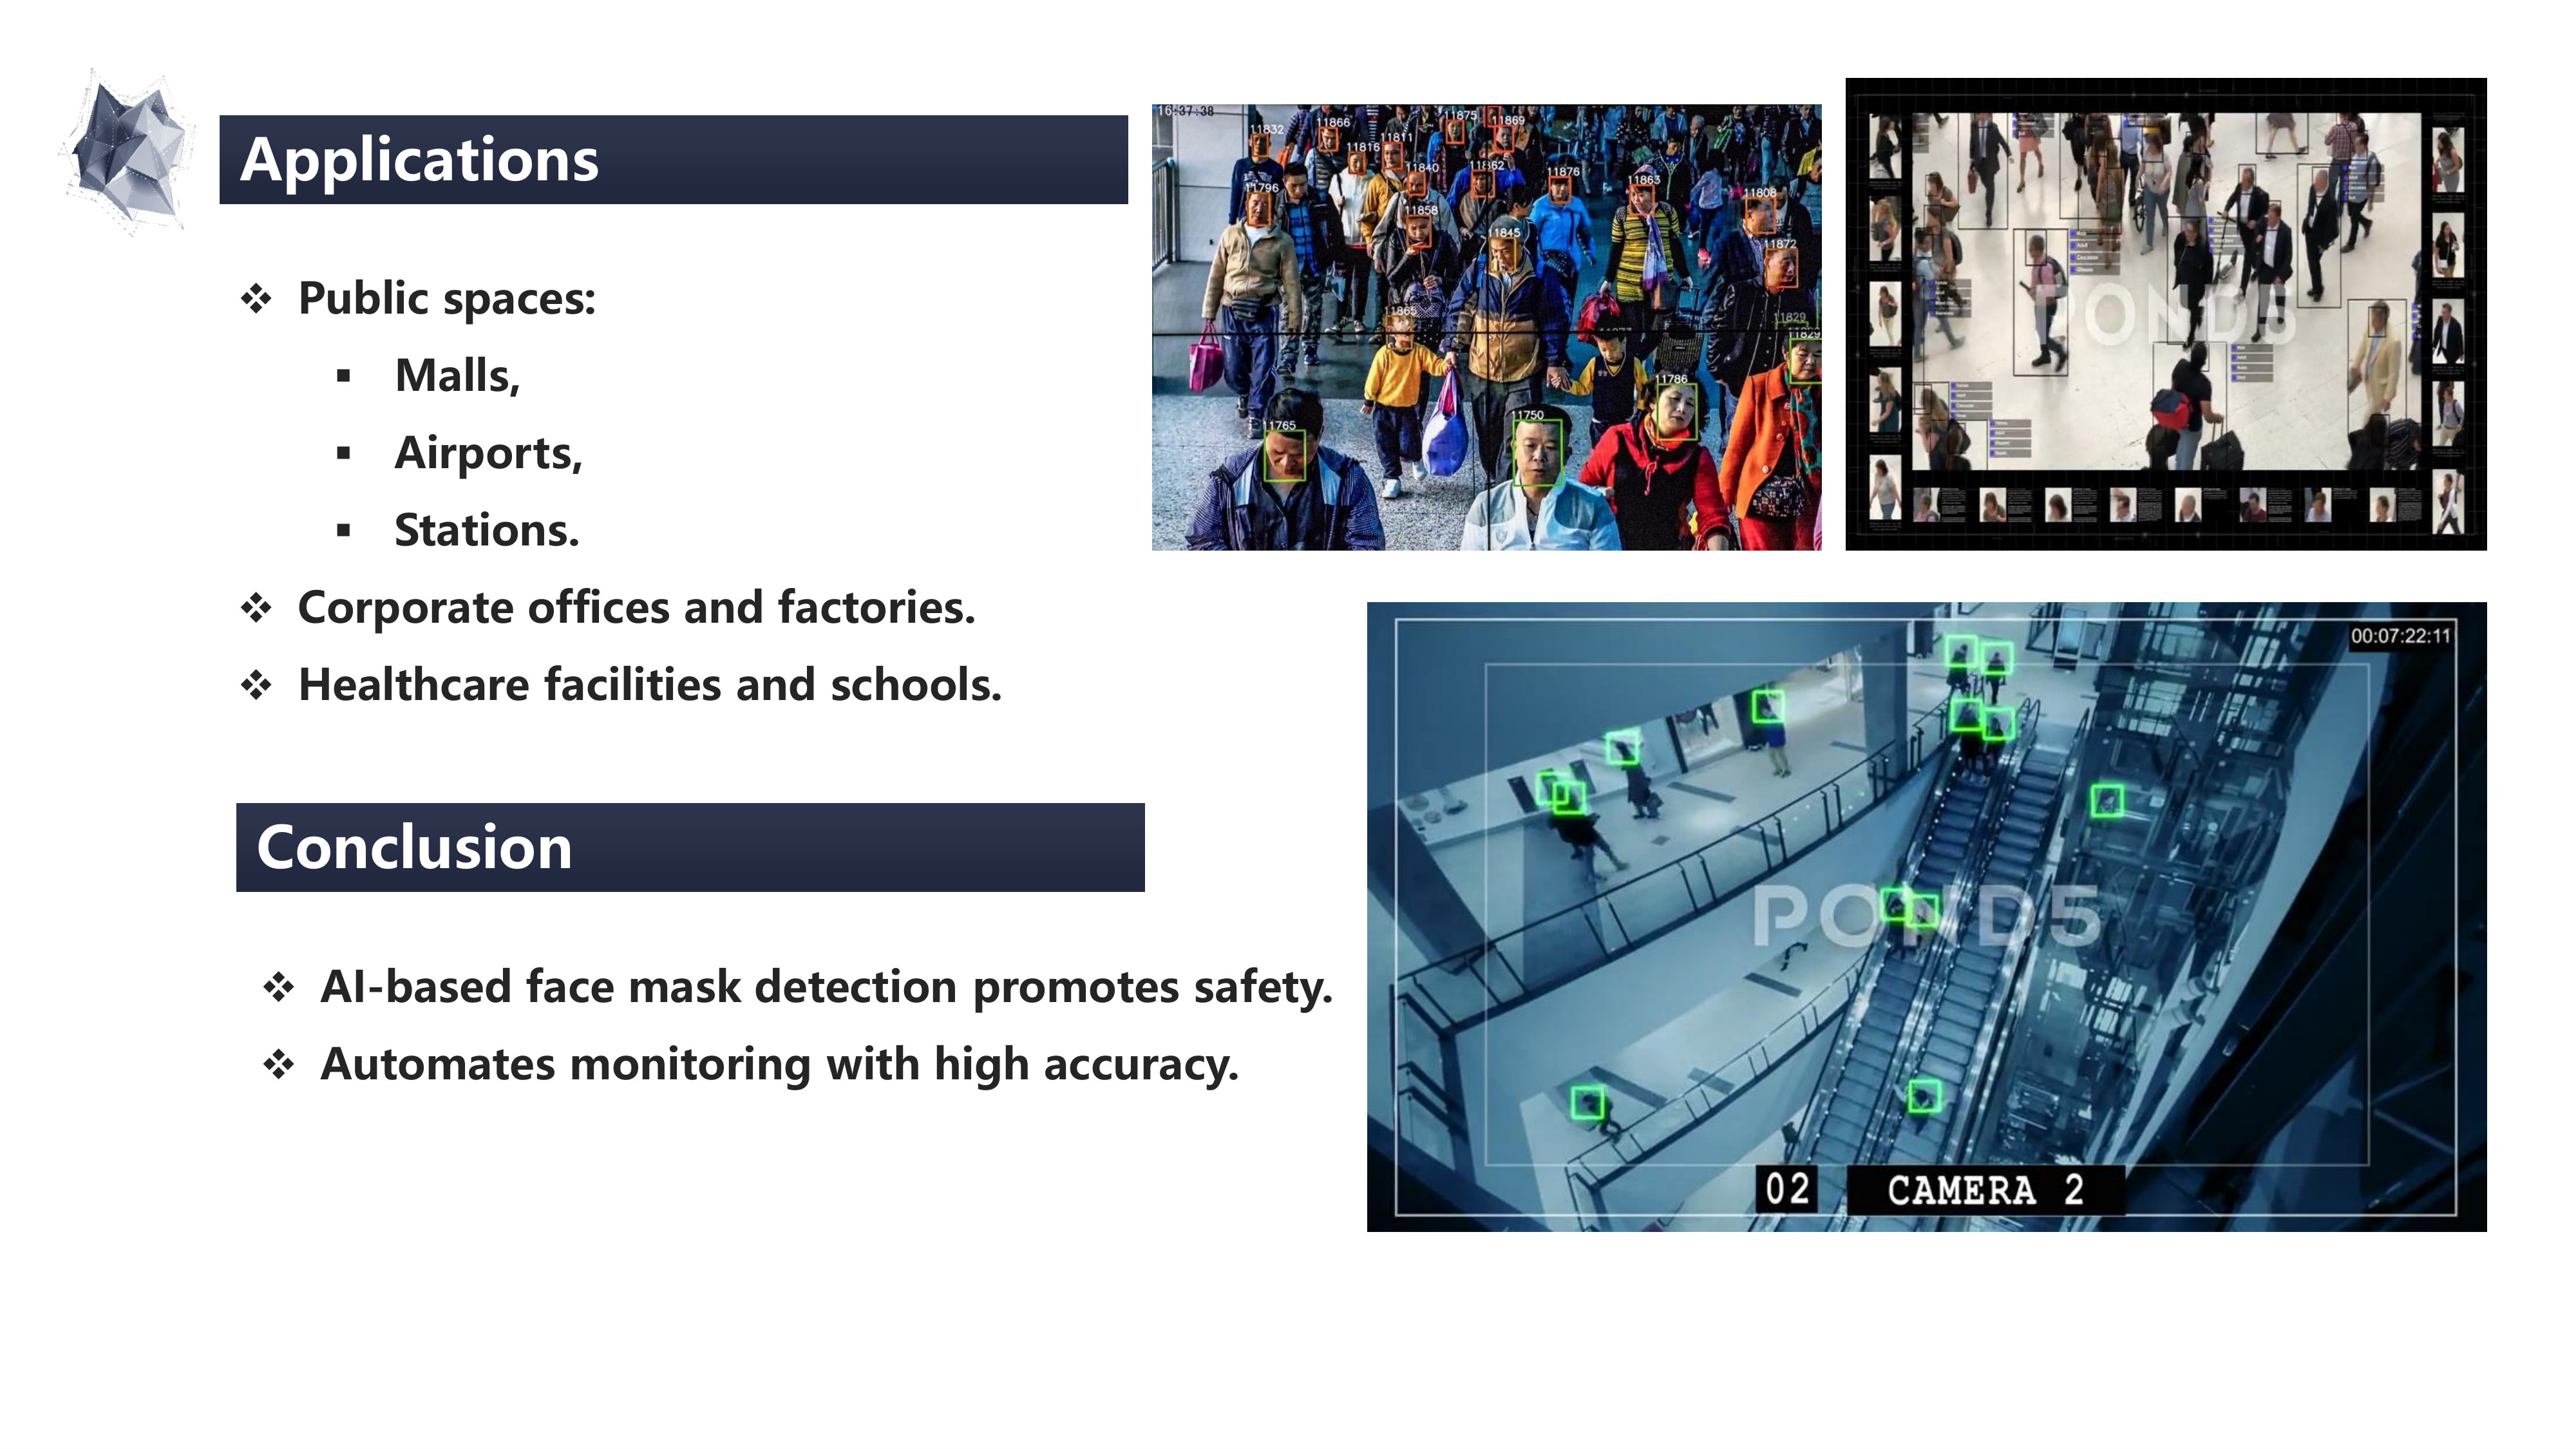 Applications
❖ Public spaces:
▪ Malls,
▪ Airports,
▪ Stations.
❖ Corporate offices and factories.
❖ Healthcare facilities and schools.
Conclusion
❖ AI-based face mask detection promotes safety.
❖ Automates monitoring with high accuracy.
16:37:38
11832
11866
11875
11869
11816
11811
11840
11862
11876
11863
11796
11808
11858
11845
11872
11865
11829
11829
11786
11750
11765
POND5
00:07:22:11
POND5
02
CAMERA 2